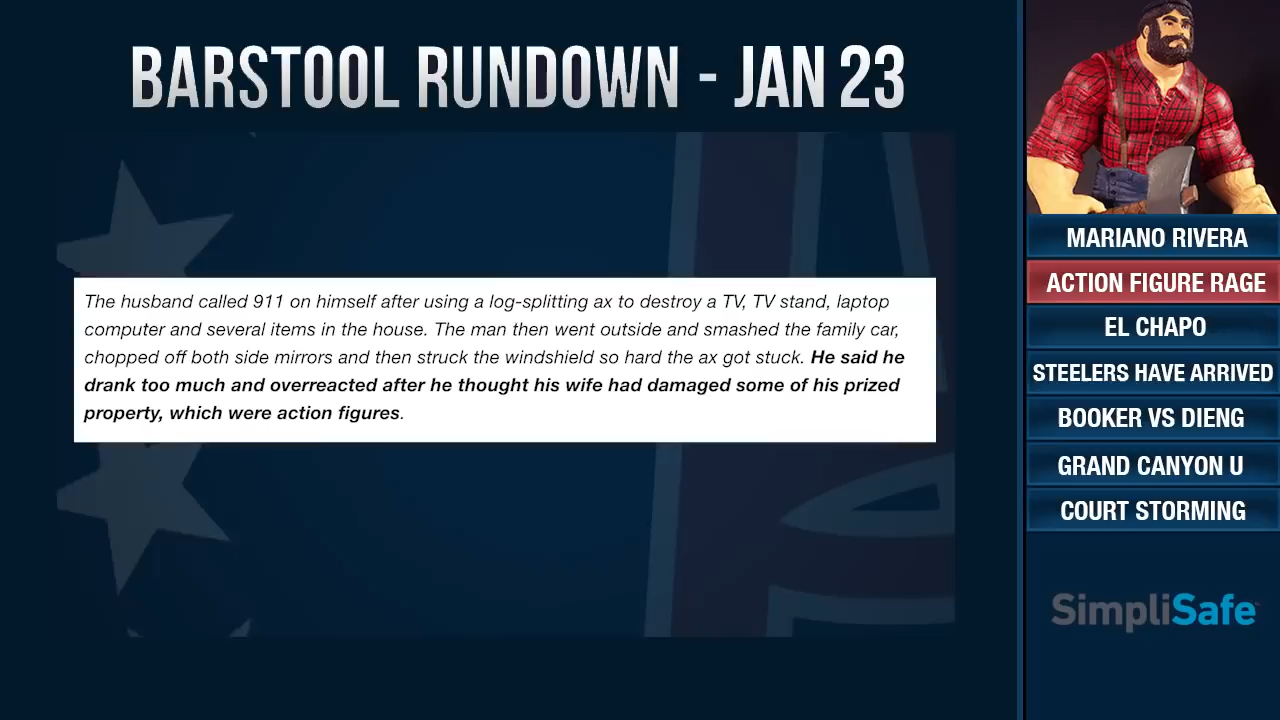 BARSTOOL RUNDOWN - JAN 23
The husband called 911 on himself after using a log-splitting ax to destroy a TV, TV stand, laptop
computer and several items in the house. The man then went outside and smashed the family car,
chopped off both side mirrors and then struck the windshield so hard the ax got stuck. He said he
drank too much and overreacted after he thought his wife had damaged some of his prized
property, which were action figures.
MARIANO RIVERA
ACTION FIGURE RAGE
EL CHAPO
STEELERS HAVE ARRIVED
BOOKER VS DIENG
GRAND CANYON U
COURT STORMING
SimpliSafe